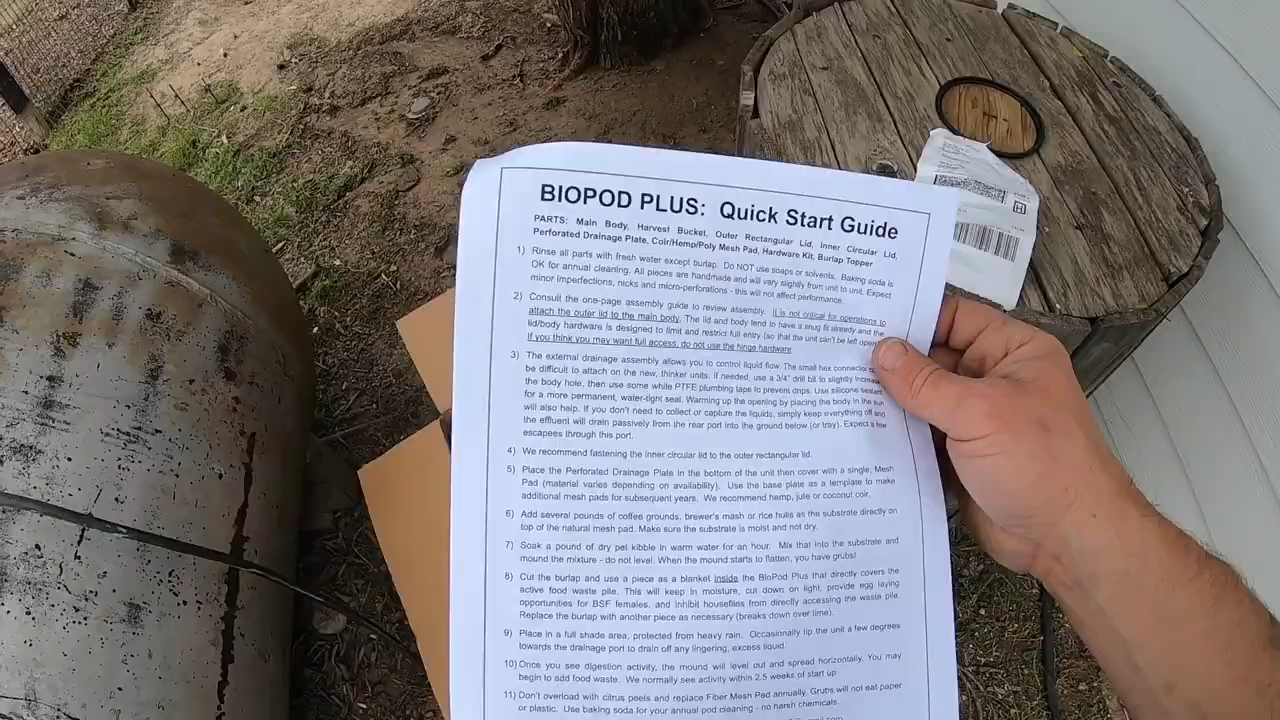 BIOPOD PLUS: Quick Start Guide
PARTS: Main Body, Harvest Bucket, Outer Rectangular Lid, Inner Circular Lid,
Perforated Drainage Plate, Coir/Hemp/Poly Mesh Pad, Hardware Kit, Burlap Topper
1) Rinse all parts with fresh water except burlap. Do NOT use soaps or solvents. Baking soda is
OK for annual cleaning. All pieces are handmade and will vary slightly from unit to unit. Expect
minor imperfections, nicks and micro-perforations - this will not affect performance.
2) Consult the one-page assembly guide to review assembly. It is not critical for operations to
attach the outer lid to the main body. The lid and body tend to have a snug fit already and the
lid/body hardware is designed to limit and restrict full entry (so that the unit can't be left open
If you think you may want full access, do not use the hinge hardware
3) The external drainage assembly allows you to control liquid flow. The small hex connector
be difficult to attach on the new, thinker units. If needed, use a 3/4" drill bit to slightly increase
the body hole, then use some while PTFE plumbing tape to prevent drips. Use silicone sealant
for a more permanent, water-tight seal. Warming up the opening by placing the body in the sun
will also help. If you don't need to collect or capture the liquids, simply keep everything off and
the effluent will drain passively from the rear port into the ground below (or tray). Expect a few
escapees through this port.
4) We recommend fastening the inner circular lid to the outer rectangular lid.
5) Place the Perforated Drainage Plate in the bottom of the unit then cover with a single, Mesh
Pad (material varies depending on availability). Use the base plate as a template to make
additional mesh pads for subsequent years. We recommend hemp, jute or coconut coir.
6) Add several pounds of coffee grounds, brewer's mash or rice hulls as the substrate directly on
top of the natural mesh pad. Make sure the substrate is moist and not dry.
7) Soak a pound of dry pet kibble in warm water for an hour. Mix that into the substrate and
mound the mixture - do not level. When the mound starts to flatten, you have grubs!
8) Cut the burlap and use a piece as a blanket inside the BioPod Plus that directly covers the
active food waste pile. This will keep in moisture, cut down on light, provide egg laying
opportunities for BSF females, and inhibit houseflies from directly accessing the waste pile.
Replace the burlap with another piece as necessary (breaks down over time).
9) Place in a full shade area, protected from heavy rain. Occasionally tip the unit a few degrees
towards the drainage port to drain off any lingering, excess liquid.
10) Once you see digestion activity, the mound will level out and spread horizontally. You may
begin to add food waste. We normally see activity within 2.5 weeks of start up
11) Don't overload with citrus peels and replace Fiber Mesh Pad annually. Grubs will not eat paper
or plastic. Use baking soda for your annual pod cleaning - no harsh chemicals.
H